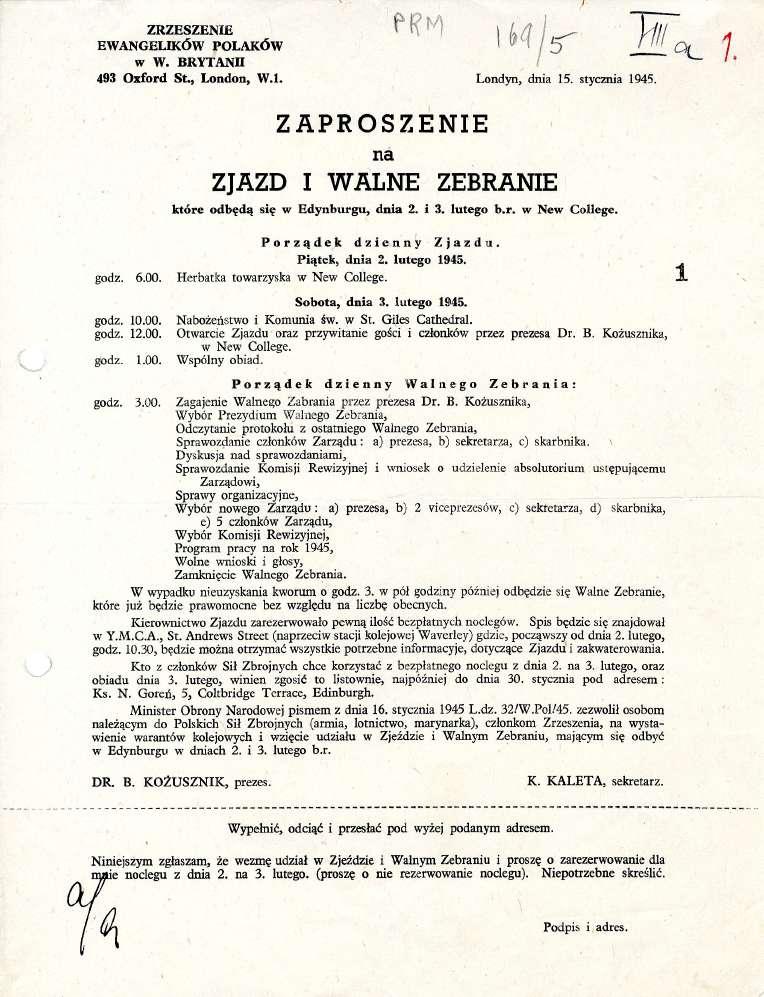 ZRZESZENIE
EWANGELIKÓW POLAKÓW
w W. BRYTANII
493 Oxford St., London, W.1.
PRM 169/5 VIII a 1.
Londyn, dnia 15. stycznia 1945.
ZAPROSZENIE
na
ZJAZD I WALNE ZEBRANIE
które odbędą się w Edynburgu, dnia 2. i 3. lutego b.r. w New College.
Porządek dzienny Zjazdu.
Piątek, dnia 2. lutego 1945.
godz. 6.00. Herbatka towarzyska w New College.
1
Sobota, dnia 3. lutego 1945.
godz. 10.00. Nabożeństwo i Komunia św. w St. Giles Cathedral.
godz. 12.00. Otwarcie Zjazdu oraz przywitanie gości i członków przez prezesa Dr. B. Kożusznika,
w New College.
godz. 1.00. Wspólny obiad.
Porządek dzienny Walnego Zebrania:
godz. 3.00. Zagajenie Walnego Zabrania przez prezesa Dr. B. Kożusznika,
Wybór Prezydium Walnego Zebrania,
Odczytanie protokołu z ostatniego Walnego Zebrania,
Sprawozdanie członków Zarządu: a) prezesa, b) sekretarza, c) skarbnika.
Dyskusja nad sprawozdaniami,
Sprawozdanie Komisji Rewizyjnej i wniosek o udzielenie absolutorium ustępującemu
Zarządowi,
Sprawy organizacyjne,
Wybór nowego Zarządu: a) prezesa, b) 2 viceprezesów, c) sekretarza, d) skarbnika,
e) 5 członków Zarządu,
Wybór Komisji Rewizyjnej,
Program pracy na rok 1945,
Wolne wnioski i głosy,
Zamknięcie Walnego Zebrania.
W wypadku nieuzyskania kworum o godz. 3. w pół godziny później odbędzie się Walne Zebranie,
które już będzie prawomocne bez względu na liczbę obecnych.
Kierownictwo Zjazdu zarezerwowało pewną ilość bezpłatnych noclegów. Spis będzie się znajdował
w Y.M.C.A., St. Andrews Street (naprzeciw stacji kolejowej Waverley) gdzie, począwszy od dnia 2. lutego,
godz. 10.30, będzie można otrzymać wszystkie potrzebne informacyje, dotyczące Zjazdu i zakwaterowania.
Kto z członków Sił Zbrojnych chce korzystać z bezpłatnego noclegu z dnia 2. na 3. lutego, oraz
obiadu dnia 3. lutego, winien zgosić to listownie, najpóźniej do dnia 30. stycznia pod adresem:
Ks. N. Goreń, 5, Coltbridge Terrace, Edinburgh.
Minister Obrony Narodowej pismem z dnia 16. stycznia 1945 L.dz. 32/W.Pol/45. zezwolił osobom
należącym do Polskich Sił Zbrojnych (armia, lotnictwo, marynarka), członkom Zrzeszenia, na wysta-
wienie warantów kolejowych i wzięcie udziału w Zjeździe i Walnym Zebraniu, mającym się odbyć
w Edynburgu w dniach 2. i 3. lutego b.r.
DR. B. KOŻUSZNIK, prezes.
K. KALETA, sekretarz.
Wypełnić, odciąć i przesłać pod wyżej podanym adresem.
Niniejszym zgłaszam, że wezmę udział w Zjeździe i Walnym Zebraniu i proszę o zarezerwowanie dla
mnie noclegu z dnia 2. na 3. lutego. (proszę o nie rezerwowanie noclegu). Niepotrzebne skreślić.
Podpis i adres.